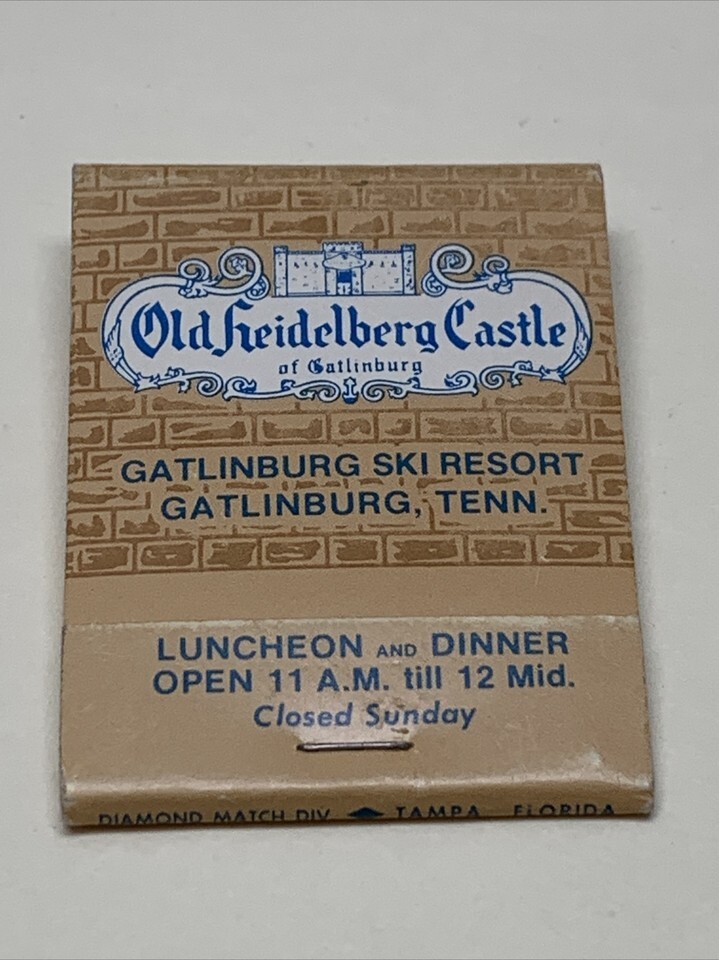 Old Heidelberg Castle
of Gatlinburg
GATLINBURG SKI RESORT
GATLINBURG, TENN.
LUNCHEON AND DINNER
OPEN 11 A.M. till 12 Mid.
Closed Sunday
DIAMOND MATCH DIV TAMPA FLORIDA